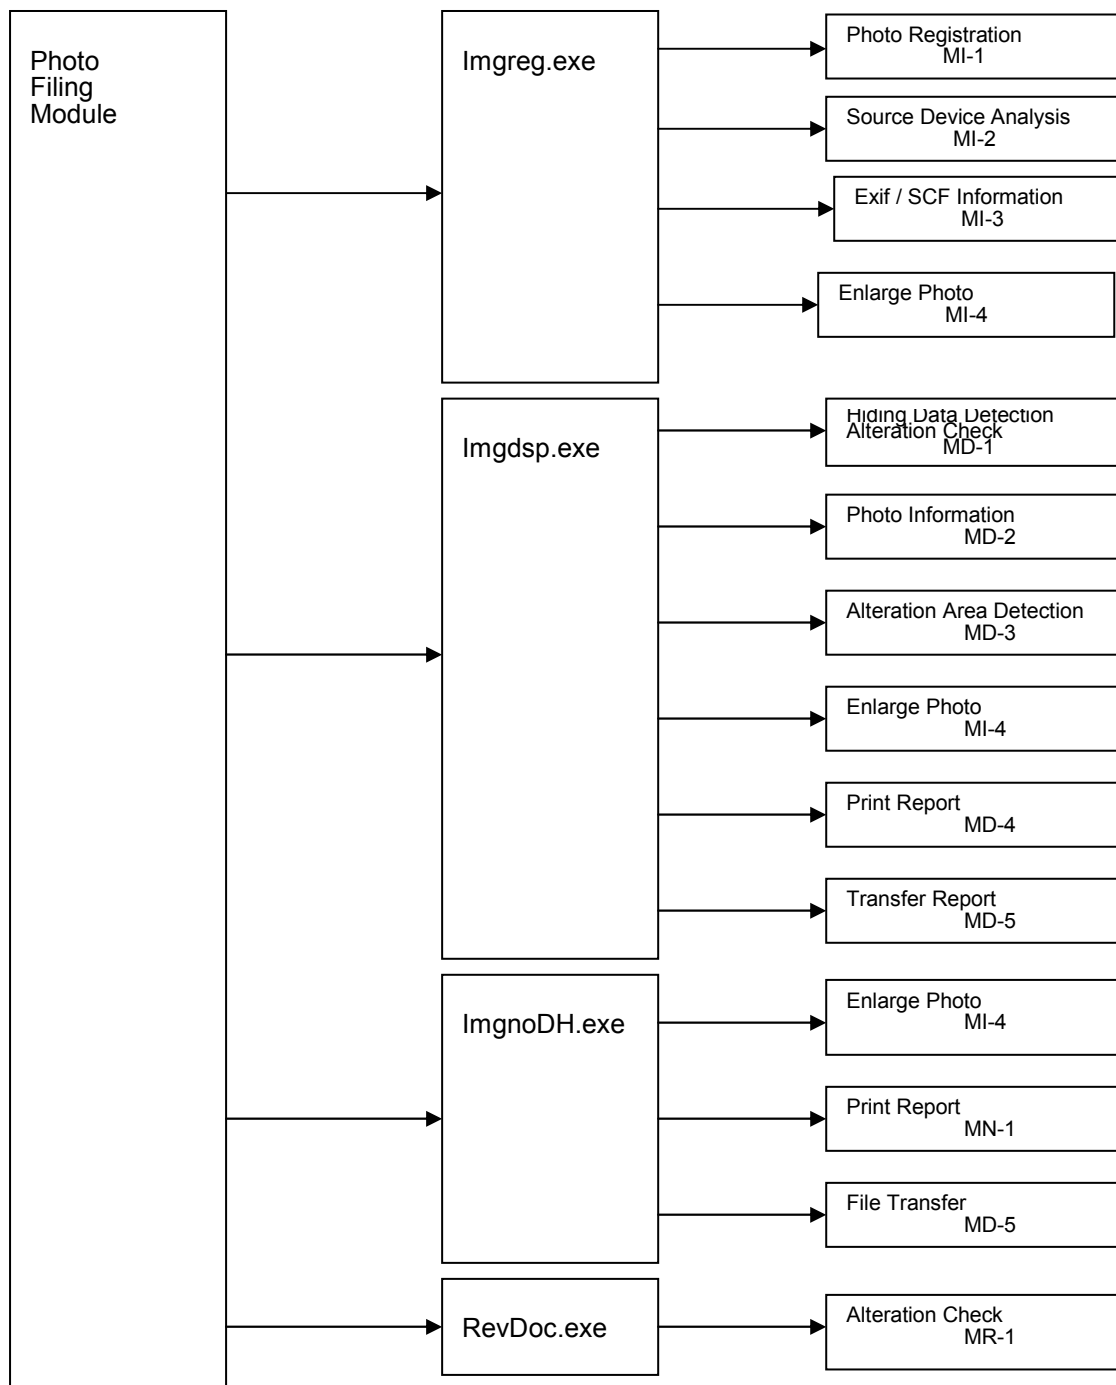 Photo
Filing
Module
Imgreg.exe
Photo Registration
MI-1
Source Device Analysis
MI-2
Exif / SCF Information
MI-3
Enlarge Photo
MI-4
Imgdsp.exe
Hiding Data Detection
Alteration Check
MD-1
Photo Information
MD-2
Alteration Area Detection
MD-3
Enlarge Photo
MI-4
Print Report
MD-4
Transfer Report
MD-5
ImgnoDH.exe
Enlarge Photo
MI-4
Print Report
MN-1
File Transfer
MD-5
RevDoc.exe
Alteration Check
MR-1